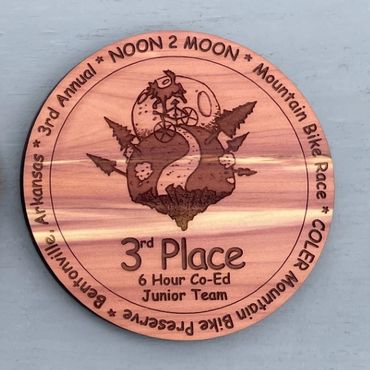 3rd Annual * NOON 2 MOON * Mountain Bike Race * COLER Mountain Bike Preserve * Bentonville, Arkansas *
3rd Place
6 Hour Co-Ed
Junior Team